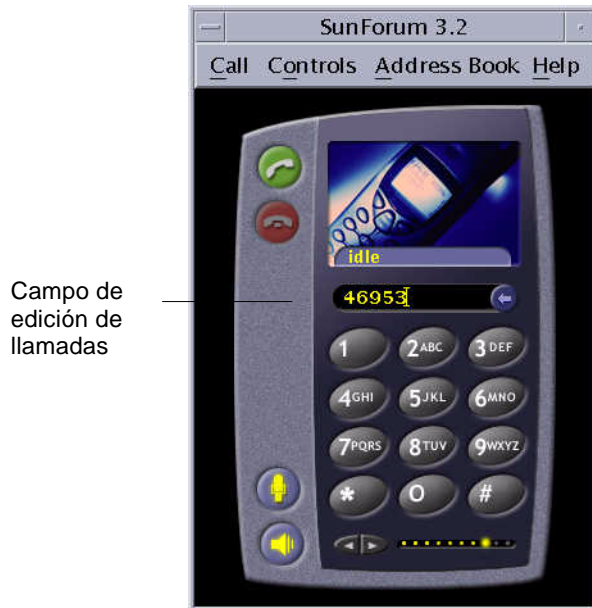 SunForum 3.2
Call Controls Address Book Help
idle
Campo de
edición de
llamadas
46953
1 2ABC 3DEF
4GHI 5JKL 6MNO
7PQRS 8TUV 9WXYZ
* 0 #